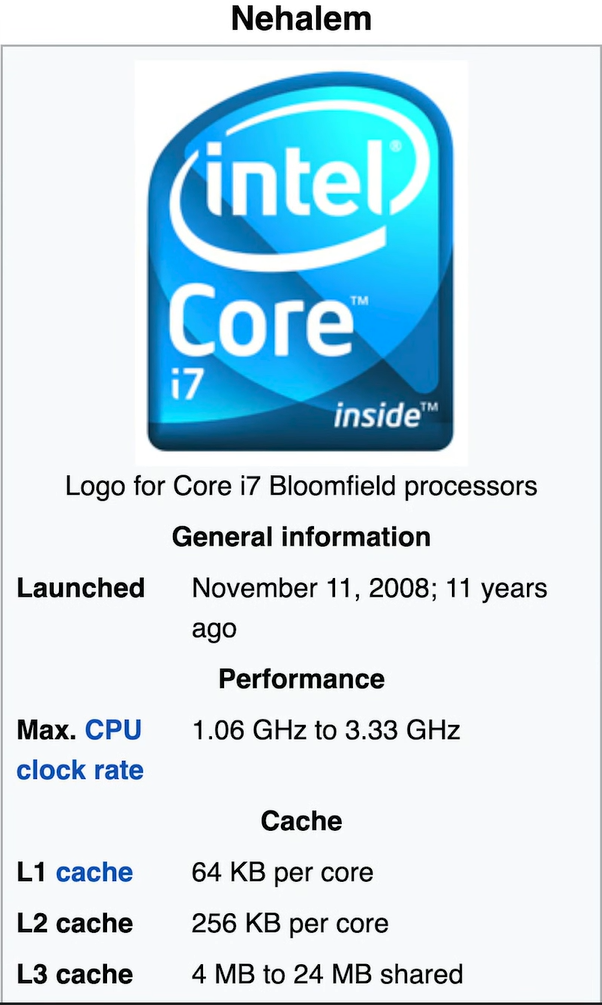 Nehalem
intel®
Core™
i7
inside™
Logo for Core i7 Bloomfield processors
General information
Launched November 11, 2008; 11 years
ago
Performance
Max. CPU 1.06 GHz to 3.33 GHz
clock rate
Cache
L1 cache 64 KB per core
L2 cache 256 KB per core
L3 cache 4 MB to 24 MB shared